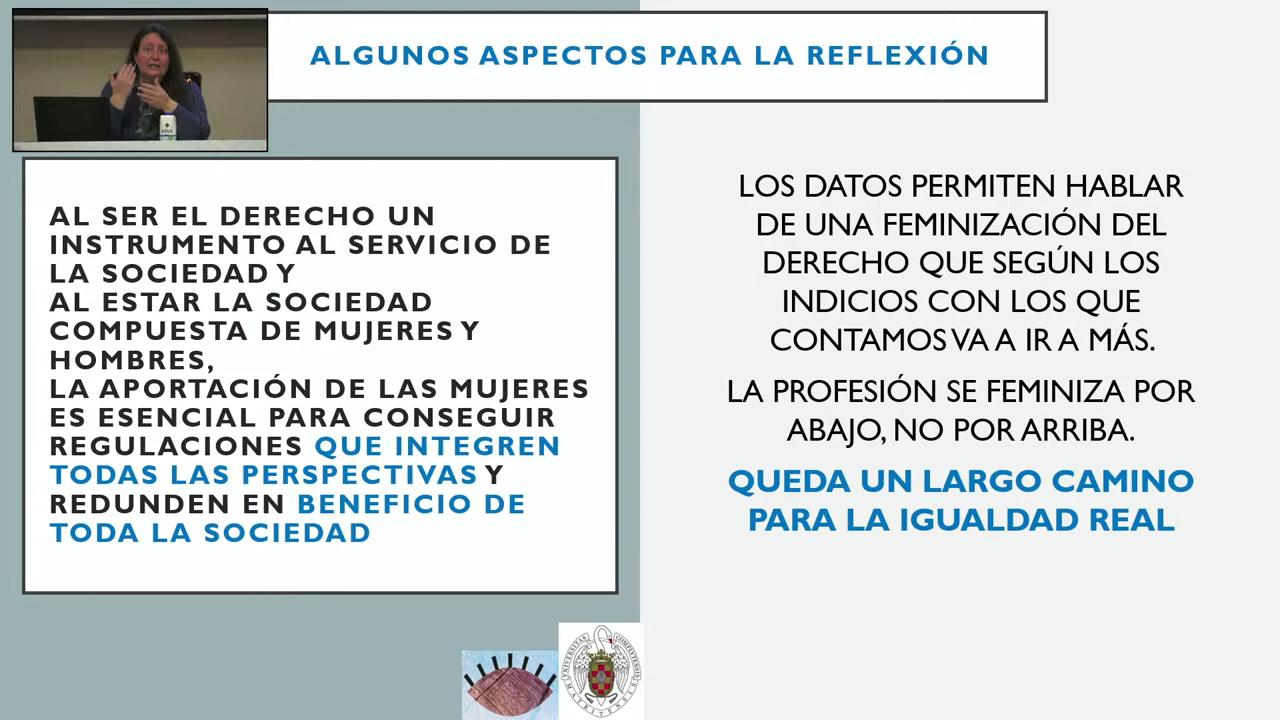 ALGUNOS ASPECTOS PARA LA REFLEXIÓN
AGUA
AL SER EL DERECHO UN
INSTRUMENTO AL SERVICIO DE
LA SOCIEDAD Y
AL ESTAR LA SOCIEDAD
COMPUESTA DE MUJERES Y
HOMBRES,
LA APORTACIÓN DE LAS MUJERES
ES ESENCIAL PARA CONSEGUIR
REGULACIONES QUE INTEGREN
TODAS LAS PERSPECTIVAS Y
REDUNDEN EN BENEFICIO DE
TODA LA SOCIEDAD
LOS DATOS PERMITEN HABLAR
DE UNA FEMINIZACIÓN DEL
DERECHO QUE SEGÚN LOS
INDICIOS CON LOS QUE
CONTAMOS VA A IR A MÁS.
LA PROFESIÓN SE FEMINIZA POR
ABAJO, NO POR ARRIBA.
QUEDA UN LARGO CAMINO
PARA LA IGUALDAD REAL
UNIVERSITAS COMPLUTENSIS
MATRITENSIS